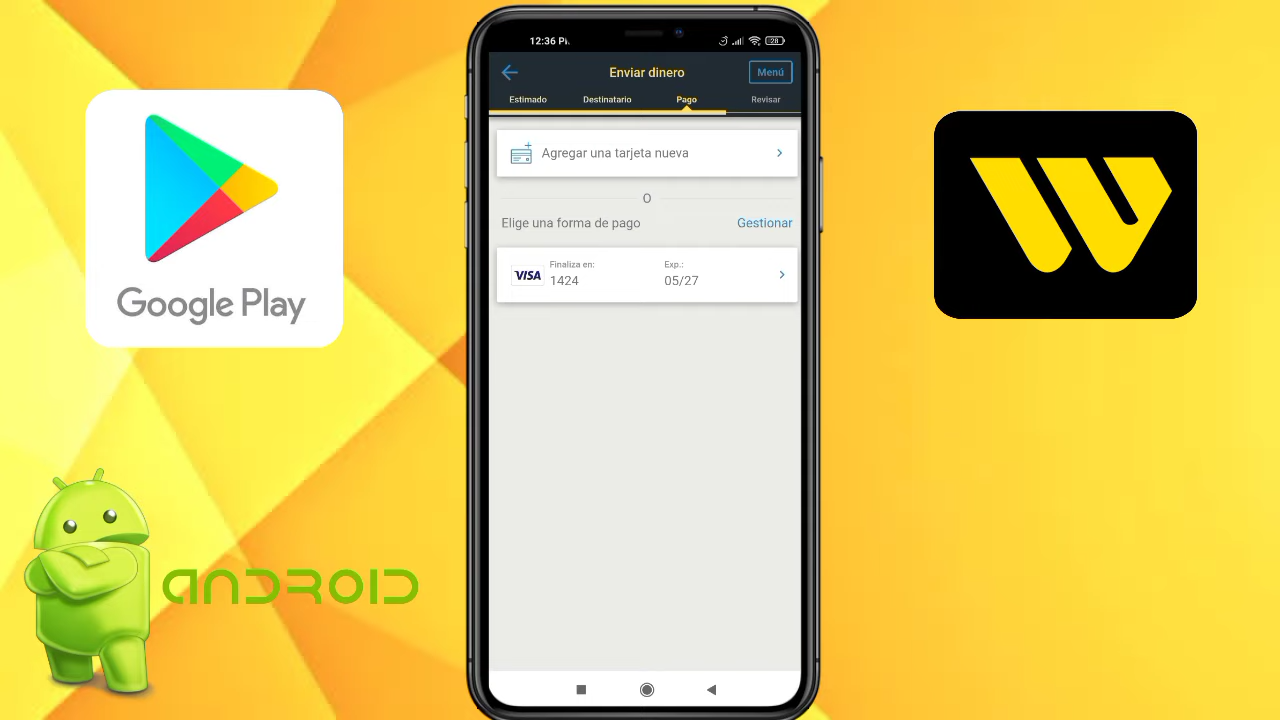 12:36 P
28
Enviar dinero
Menú
Estimado
Destinatario
Pago
Revisar
Agregar una tarjeta nueva
O
Elige una forma de pago
Gestionar
VISA
Finaliza en:
1424
Exp.:
05/27
Google Play
ANDROID
W